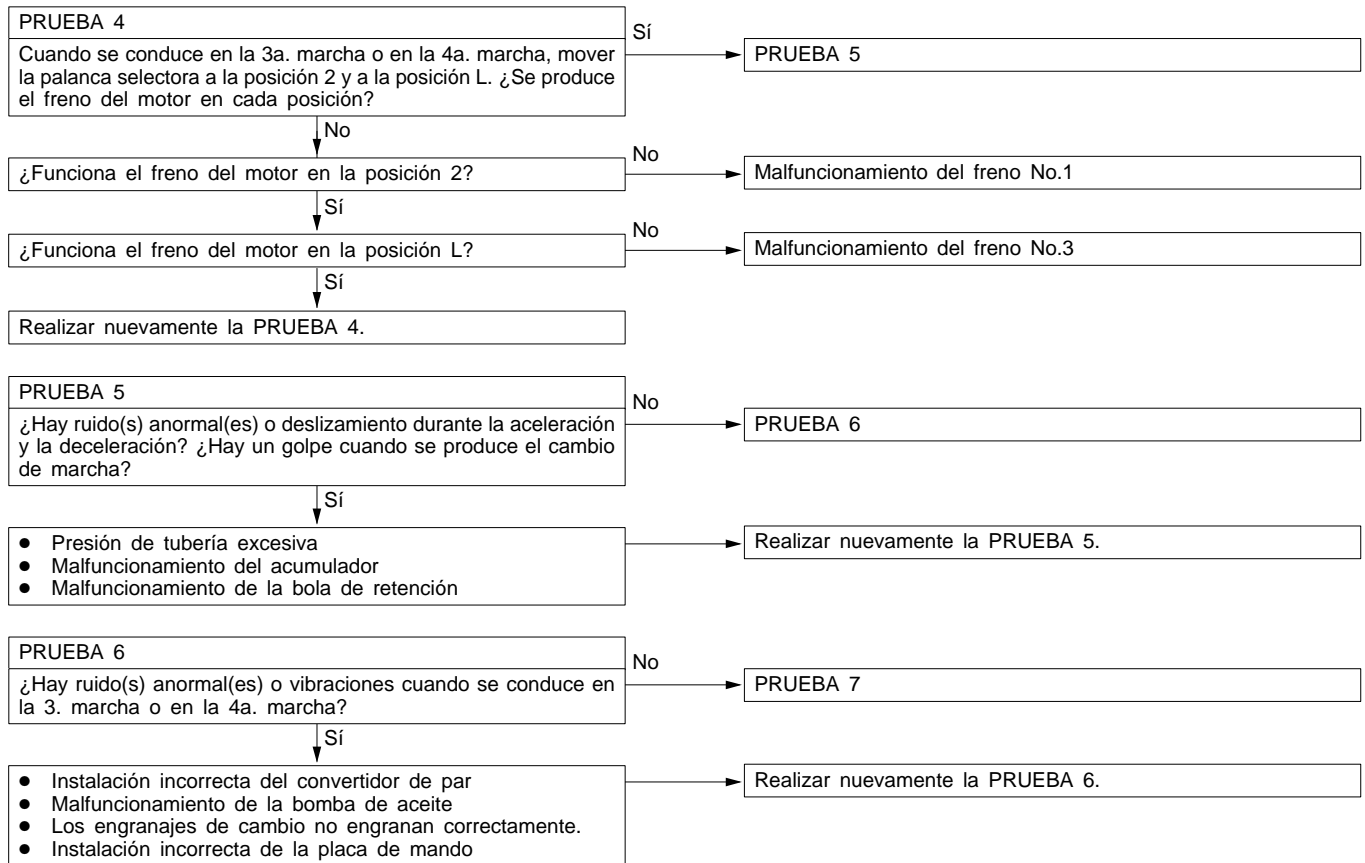 PRUEBA 4
Sí
Cuando se conduce en la 3a. marcha o en la 4a. marcha, mover
la palanca selectora a la posición 2 y a la posición L. ¿Se produce
el freno del motor en cada posición?
PRUEBA 5
No
¿Funciona el freno del motor en la posición 2?
No
Malfuncionamiento del freno No.1
Sí
¿Funciona el freno del motor en la posición L?
No
Malfuncionamiento del freno No.3
Sí
Realizar nuevamente la PRUEBA 4.
PRUEBA 5
No
¿Hay ruido(s) anormal(es) o deslizamiento durante la aceleración
y la deceleración? ¿Hay un golpe cuando se produce el cambio
de marcha?
PRUEBA 6
Sí
● Presión de tubería excesiva
● Malfuncionamiento del acumulador
● Malfuncionamiento de la bola de retención
Realizar nuevamente la PRUEBA 5.
PRUEBA 6
No
¿Hay ruido(s) anormal(es) o vibraciones cuando se conduce en
la 3. marcha o en la 4a. marcha?
PRUEBA 7
Sí
● Instalación incorrecta del convertidor de par
● Malfuncionamiento de la bomba de aceite
● Los engranajes de cambio no engranan correctamente.
● Instalación incorrecta de la placa de mando
Realizar nuevamente la PRUEBA 6.